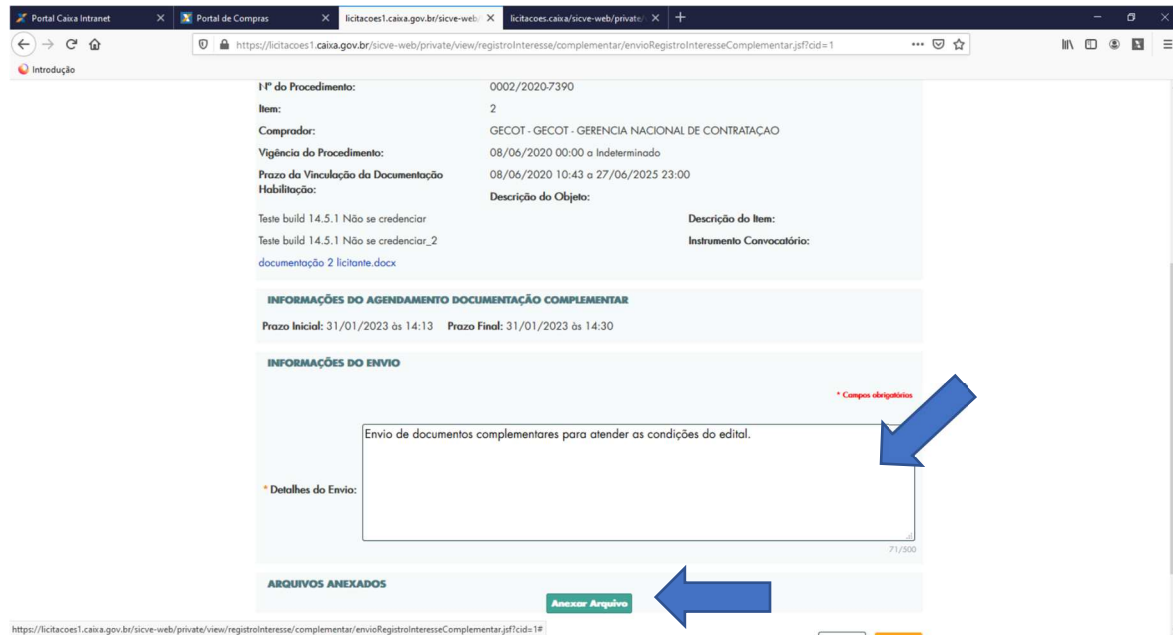 Portal Caixa Intranet
Portal de Compras
licitacoes1.caixa.gov.br/sicve-web/
licitacoes.caixa/sicve-web/private/
https://licitacoes1.caixa.gov.br/sicve-web/private/view/registroInteresse/complementar/envioRegistroInteresseComplementar.jsf?cid=1
Introdução
Nº do Procedimento: 0002/2020-7390
Item: 2
Comprador: GECOT - GECOT - GERENCIA NACIONAL DE CONTRATAÇAO
Vigência do Procedimento: 08/06/2020 00:00 a Indeterminado
Prazo da Vinculação da Documentação 08/06/2020 10:43 a 27/06/2025 23:00
Habilitação:
Descrição do Objeto:
Teste build 14.5.1 Não se credenciar Descrição do Item:
Teste build 14.5.1 Não se credenciar_2 Instrumento Convocatório:
documentação 2 licitante.docx
INFORMAÇÕES DO AGENDAMENTO DOCUMENTAÇÃO COMPLEMENTAR
Prazo Inicial: 31/01/2023 às 14:13 Prazo Final: 31/01/2023 às 14:30
INFORMAÇÕES DO ENVIO
* Campos obrigatórios
Envio de documentos complementares para atender as condições do edital.
* Detalhes do Envio:
71/500
ARQUIVOS ANEXADOS
Anexar Arquivo
https://licitacoes1.caixa.gov.br/sicve-web/private/view/registroInteresse/complementar/envioRegistroInteresseComplementar.jsf?cid=1#